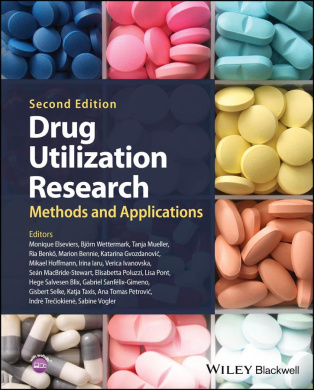 Second Edition
Drug
Utilization
Research
Methods and Applications
Editors
Monique Elseviers, Björn Wettermark, Tanja Mueller,
Ria Benkö, Marion Bennie, Katarina Gvozdanović,
Mikael Hoffmann, Irina Iaru, Verica Ivanovska,
Seán MacBride-Stewart, Elisabetta Poluzzi, Lisa Pont,
Hege Salvesen Blix, Gabriel Sanfélix-Gimeno,
Gisbert Selke, Katja Taxis, Ana Tomas Petrović,
Indrė Trečiokienė, Sabine Vogler
WILEY Blackwell